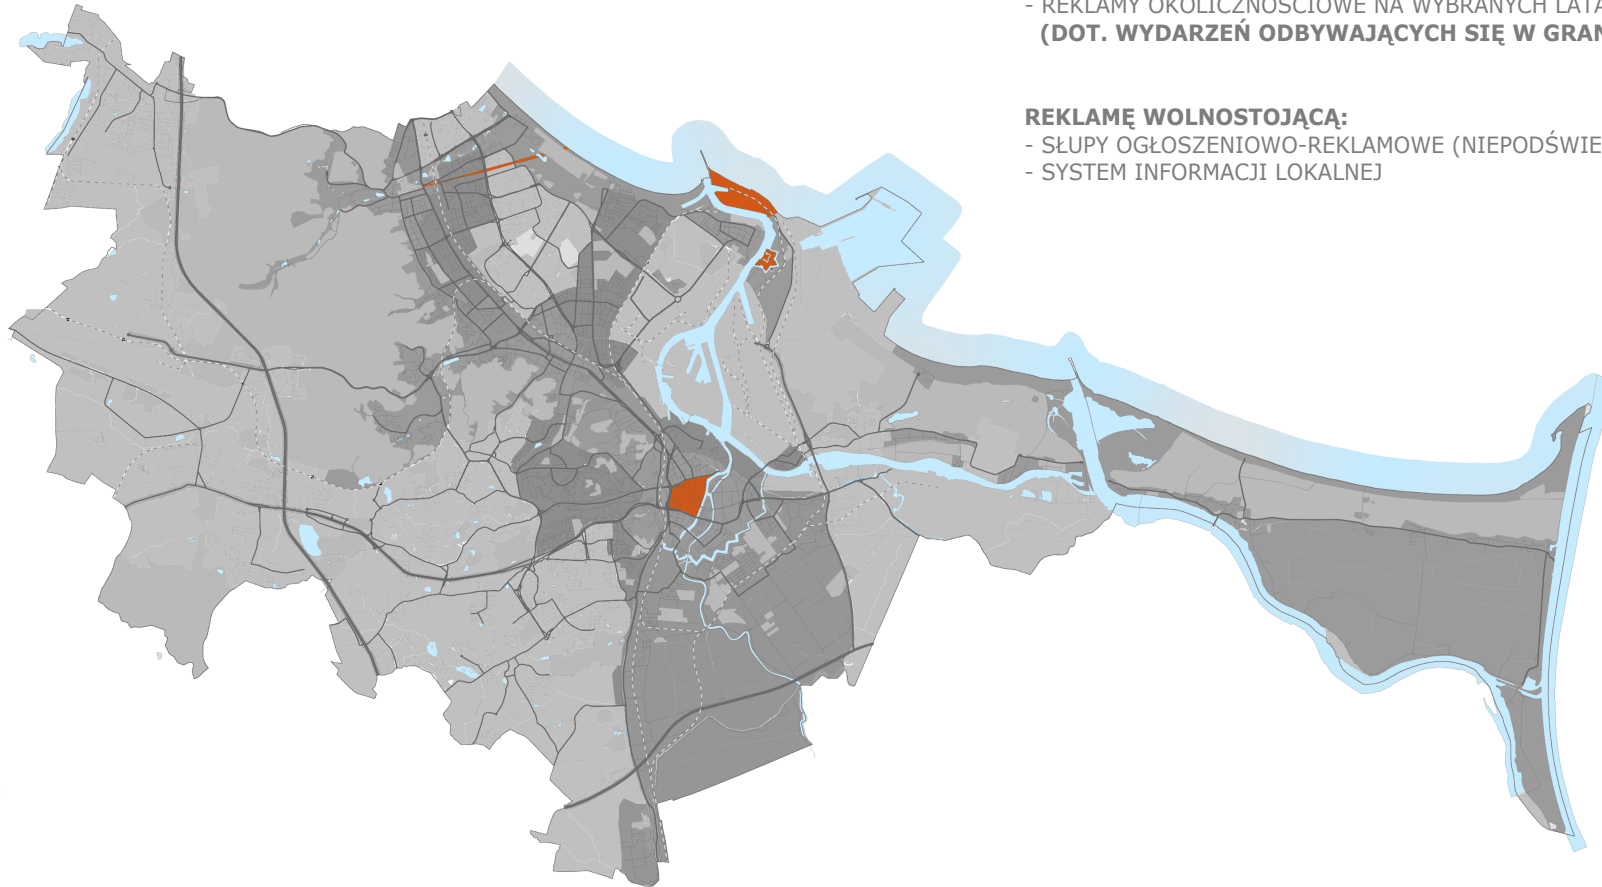 - REKLAMY OKOLICZNOŚCIOWE NA WYBRANYCH
(DOT. WYDARZEŃ ODBYWAJĄCYCH SIĘ W
REKLAMĘ WOLNOSTOJĄCĄ:
- SŁUPY OGŁOSZENIOWO-REKLAMOWE
- SYSTEM INFORMACJI LOKALNEJ